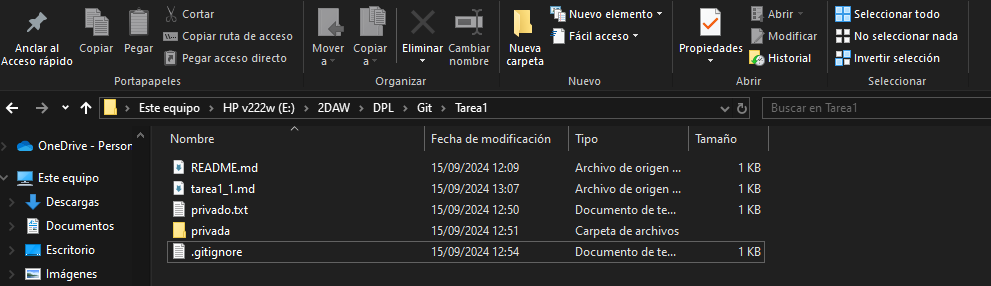 Anclar al
Acceso rápido
Copiar
Pegar
Cortar
Copiar ruta de acceso
Pegar acceso directo
Portapapeles
Mover
a
Copiar
a
Eliminar
Cambiar
nombre
Organizar
Nueva
carpeta
Nuevo elemento
Fácil acceso
Nuevo
Propiedades
Abrir
Modificar
Historial
Abrir
Seleccionar todo
No seleccionar nada
Invertir selección
Seleccionar
Este equipo > HP v222w (E:) > 2DAW > DPL > Git > Tarea1
Buscar en Tarea1
OneDrive - Person
Este equipo
Descargas
Documentos
Escritorio
Imágenes
Nombre Fecha de modificación Tipo Tamaño
README.md 15/09/2024 12:09 Archivo de origen ... 1 KB
tarea1_1.md 15/09/2024 13:07 Archivo de origen ... 1 KB
privado.txt 15/09/2024 12:50 Documento de te... 1 KB
privada 15/09/2024 12:51 Carpeta de archivos
.gitignore 15/09/2024 12:54 Documento de te... 1 KB